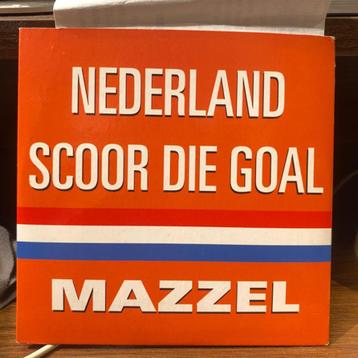 NEDERLAND
SCOOR DIE GOAL
MAZZEL